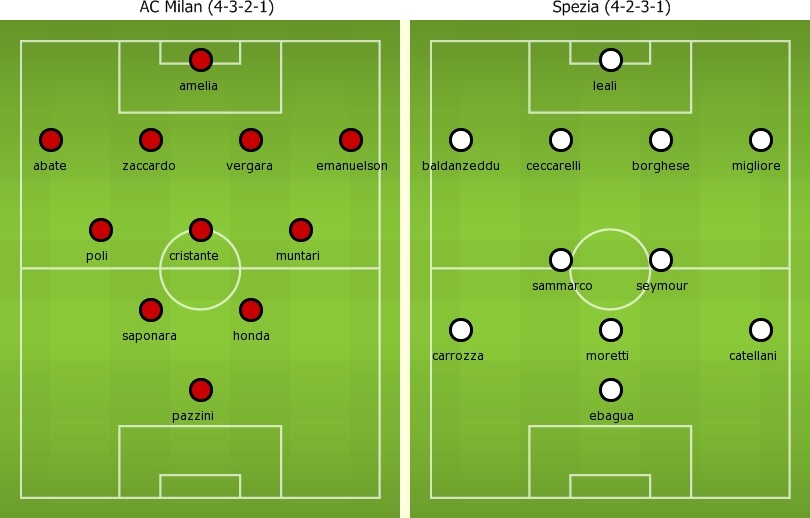 AC Milan (4-3-2-1)
amelia
abate zaccardo vergara emanuelson
poli cristante muntari
saponara honda
pazzini
Spezia (4-2-3-1)
leali
baldanzeddu ceccarelli borghese migliore
sammarco seymour
carrozza moretti catellani
ebagua